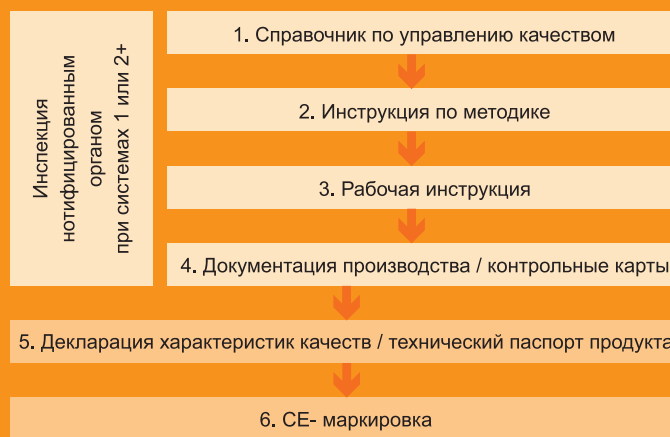 Инспекция
нотифицированным
органом
при системах 1 или 2+
1. Справочник по управлению качеством
2. Инструкция по методике
3. Рабочая инструкция
4. Документация производства / контрольные карты
5. Декларация характеристик качеств / технический паспорт продукта
6. CE- маркировка